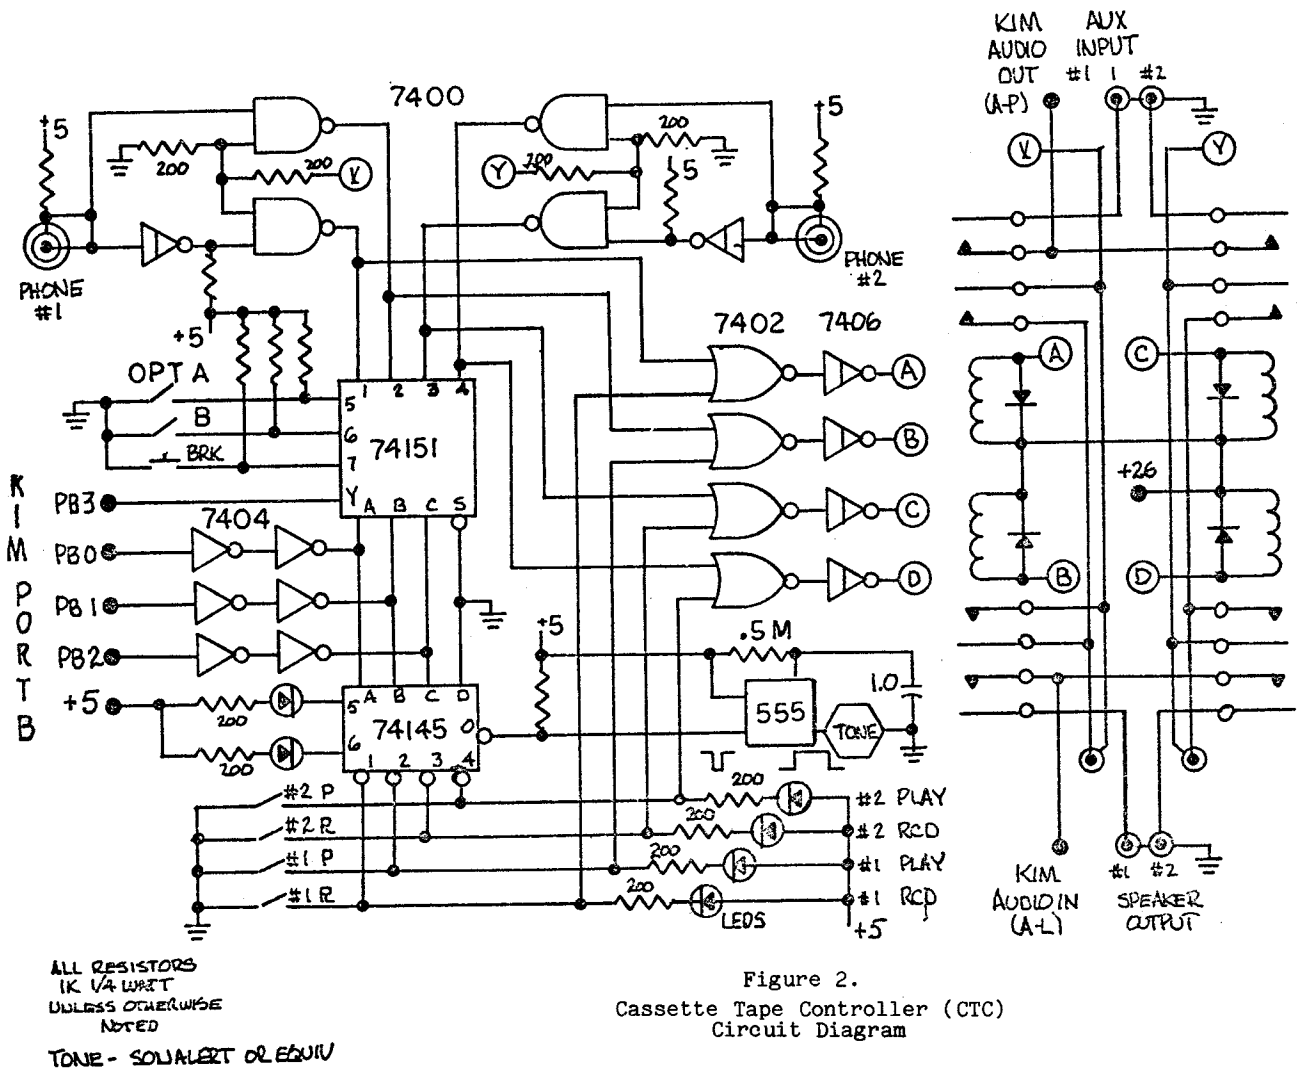 KIM AUX
AUDIO INPUT
OUT #1 1 #2
(A-P)
7400
+5
+5
200
200
200
200
X
Y
X
Y
5
PHONE
#1
PHONE
#2
+5
7402 7406
OPT A
B
BRK
1 2 3 4
5
6
7
74151
Y A B C S
A
B
C
D
A
C
+26
B
D
KIM PORT B
PB3
7404
PB0
PB1
PB2
+5
200
200
A B C D
5
6
74145
0
1 2 3 4
+5
.5M
555
1.0
TONE
#2 P
#2 R
#1 P
#1 R
200
200
200
200
LEDS
#2 PLAY
#2 RCD
#1 PLAY
#1 RCD
+5
KIM
AUDIO IN
(A-L)
#1 #2
SPEAKER
OUTPUT
ALL RESISTORS
1K 1/4 WATT
UNLESS OTHERWISE
NOTED
TONE - SONALERT OR EQUIV
Figure 2.
Cassette Tape Controller (CTC)
Circuit Diagram